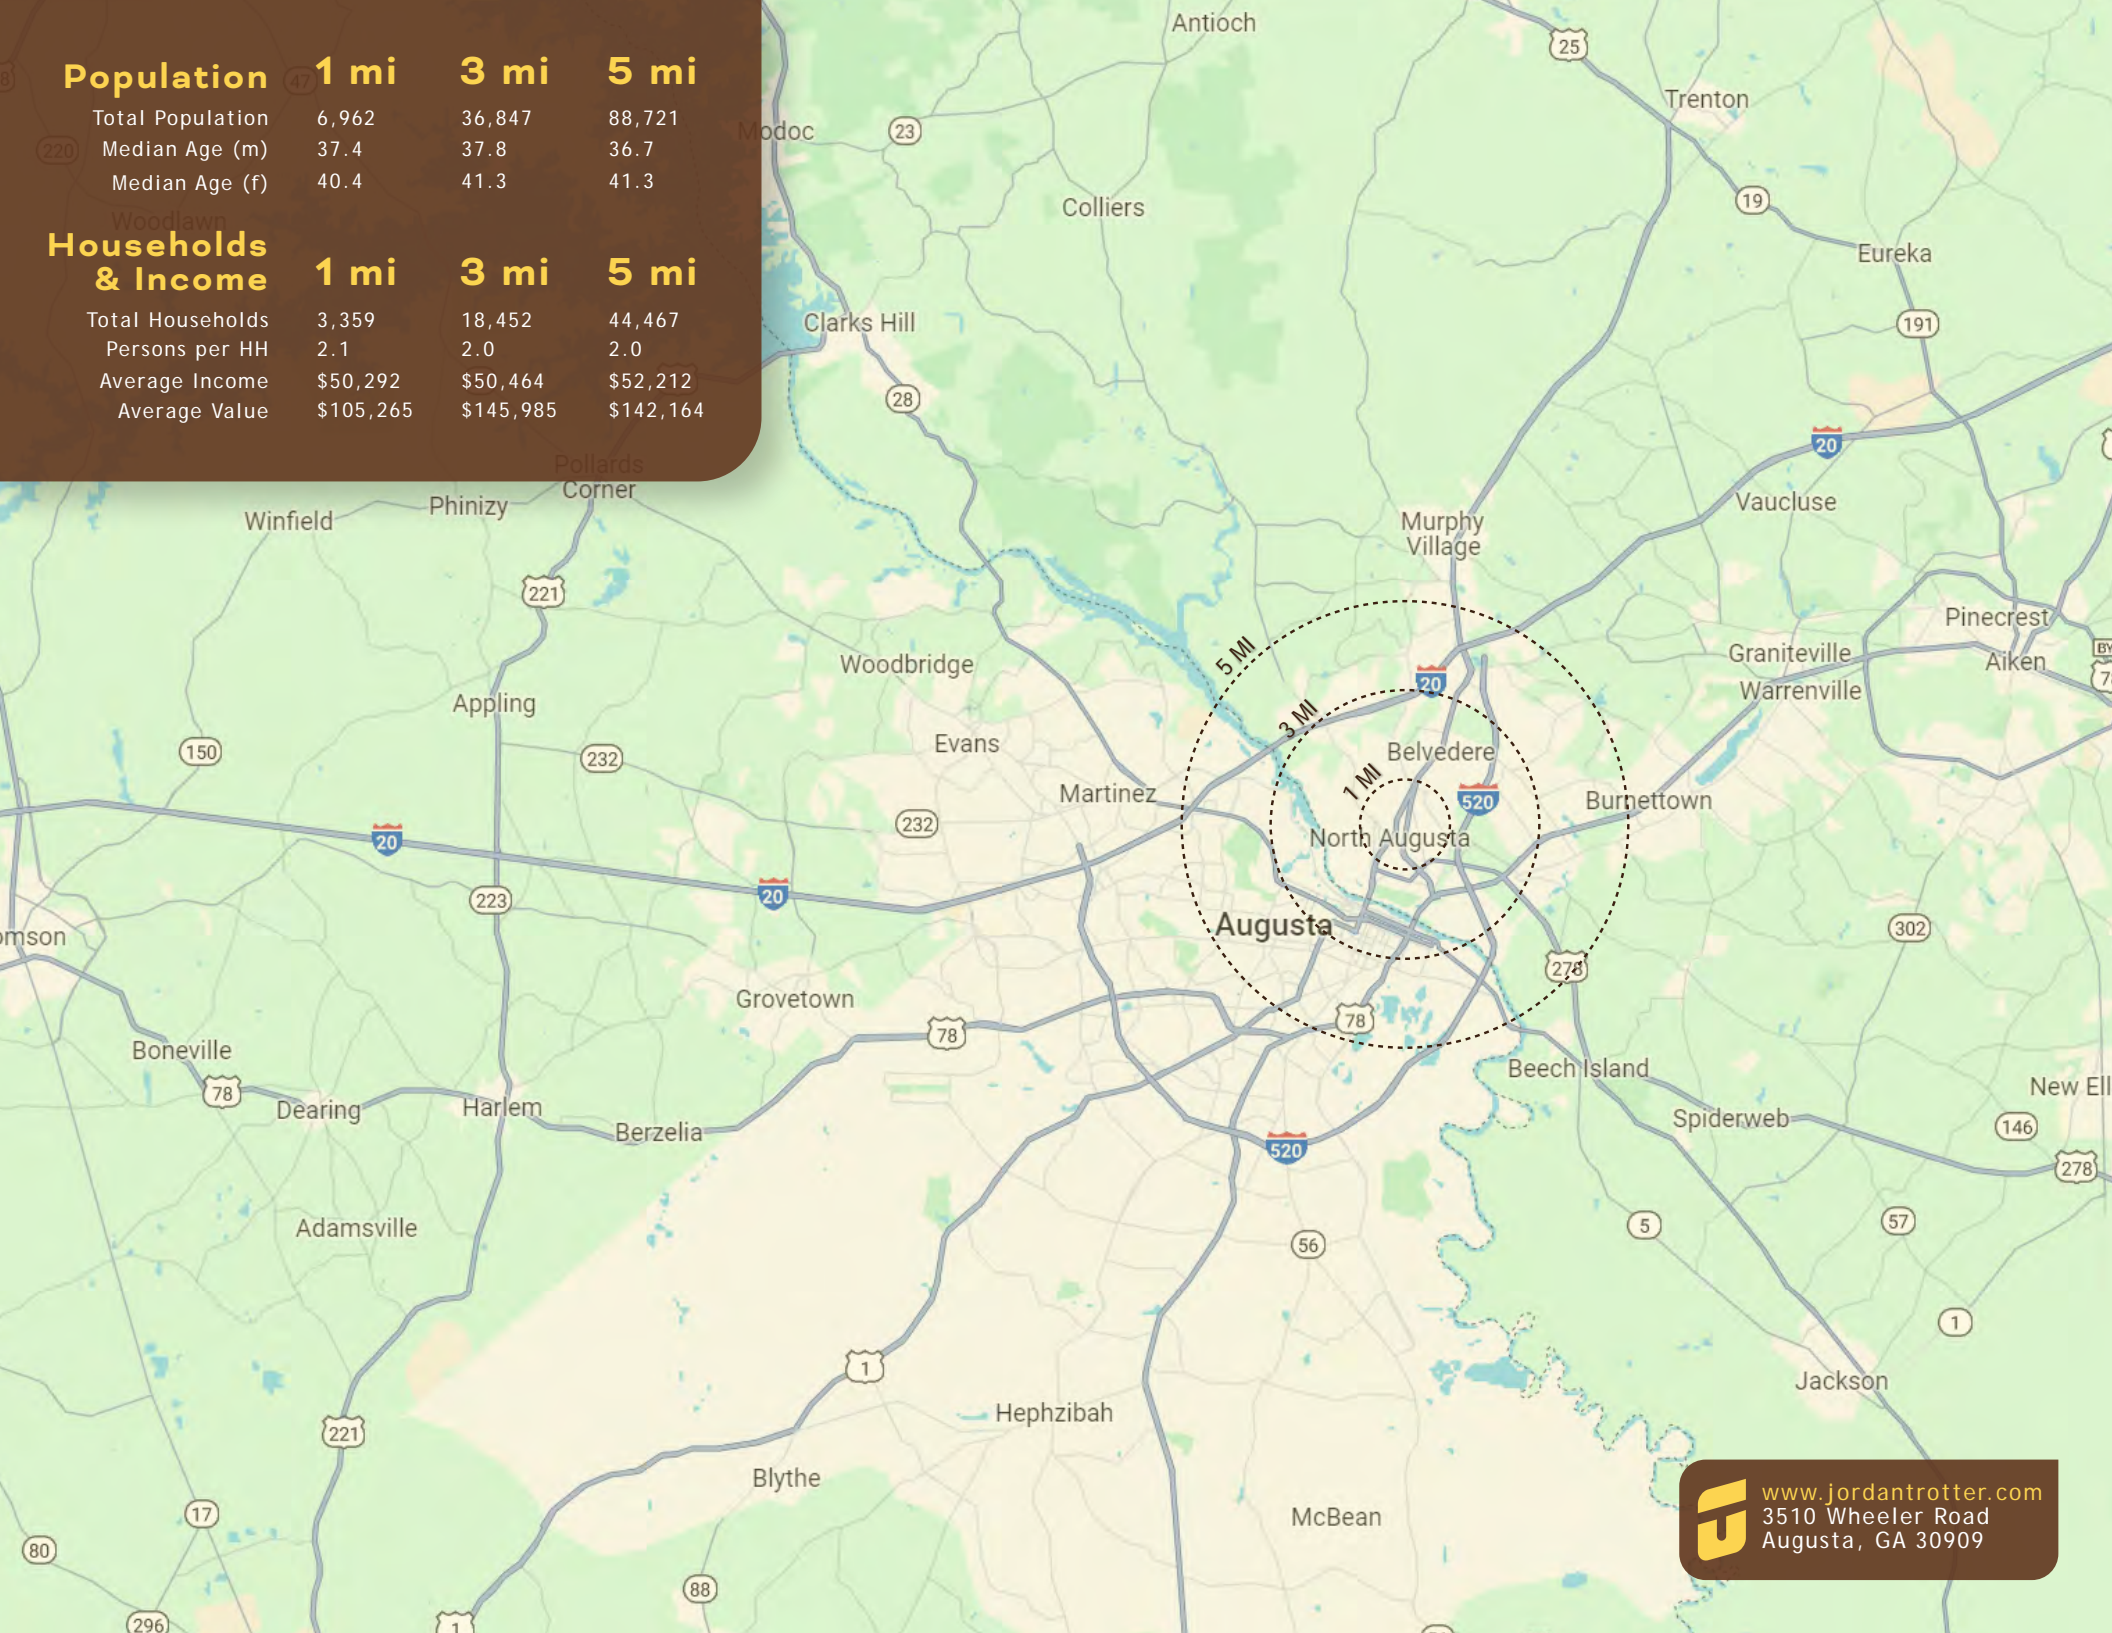 Population 1 mi 3 mi 5 mi
Total Population 6,962 36,847 88,721
Median Age (m) 37.4 37.8 36.7
Median Age (f) 40.4 41.3 41.3
Households
& Income 1 mi 3 mi 5 mi
Total Households 3,359 18,452 44,467
Persons per HH 2.1 2.0 2.0
Average Income $50,292 $50,464 $52,212
Average Value $105,265 $145,985 $142,164
47
220
Woodlawn
Antioch
25
Trenton
Modoc
23
19
Colliers
Eureka
Clarks Hill
191
28
20
Pollards
Corner
Phinizy
Winfield
Vaucluse
Murphy
Village
221
Pinecrest
5 MI
Graniteville
Aiken
Woodbridge
20
Warrenville
Appling
3 MI
Evans
Belvedere
150
232
1 MI
Martinez
520
Burnettown
232
20
North Augusta
20
223
Augusta
302
omson
278
Grovetown
78
78
Boneville
Beech Island
78
New Ell
Dearing
Harlem
Spiderweb
146
Berzelia
520
278
Adamsville
56
5
57
1
1
Jackson
Hephzibah
221
Blythe
17
McBean
80
88
296
1
www.jordantrotter.com
3510 Wheeler Road
Augusta, GA 30909